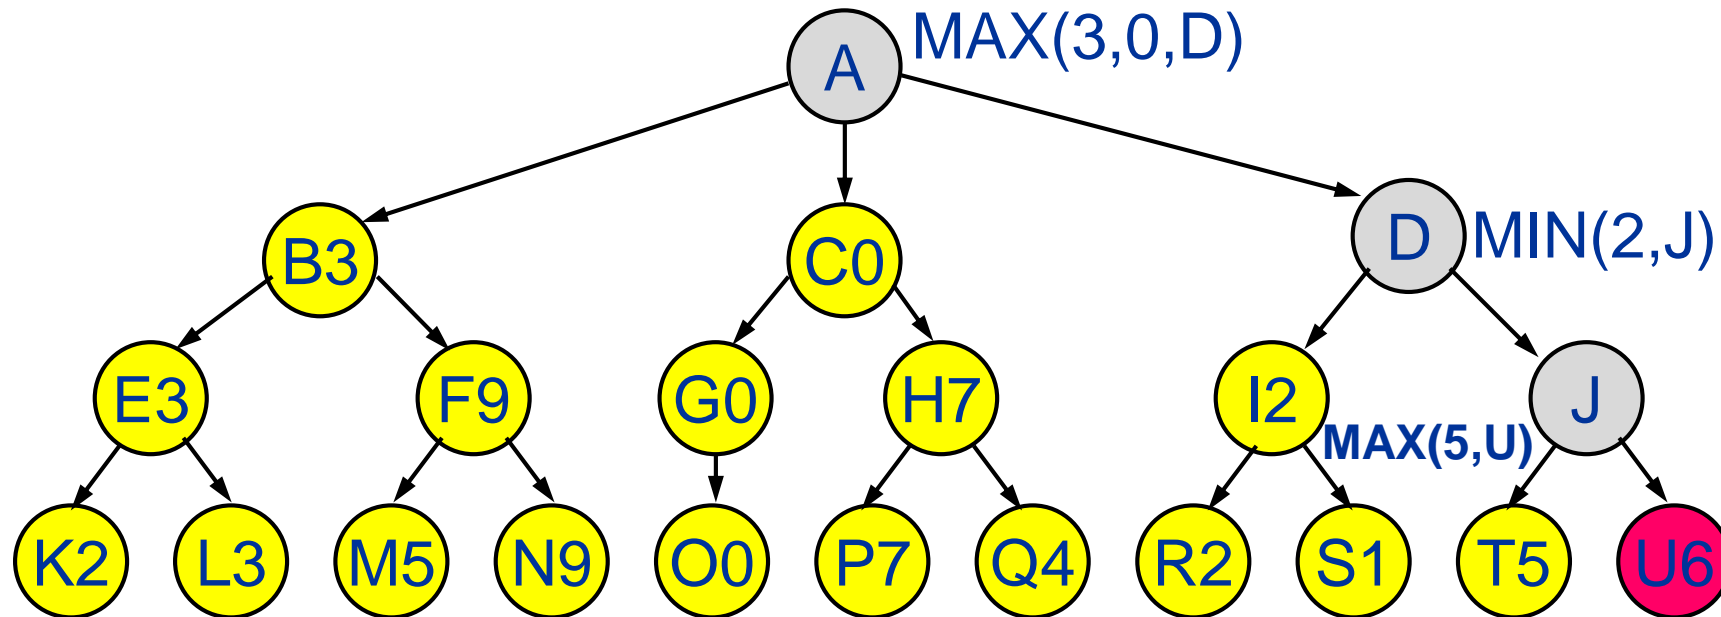 A MAX(3,0,D)
B3 C0 D MIN(2,J)
E3 F9 G0 H7 I2 MAX(5,U) J
K2 L3 M5 N9 O0 P7 Q4 R2 S1 T5 U6